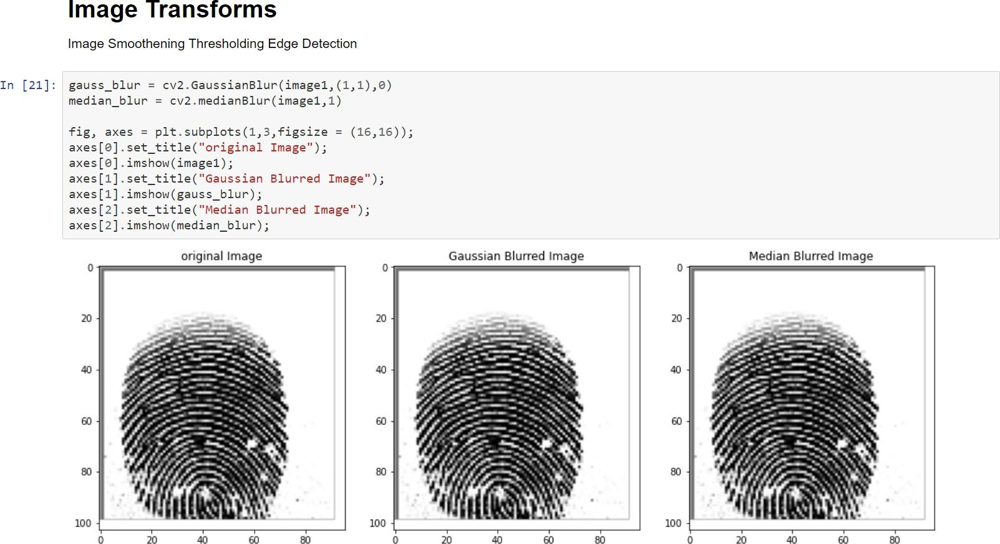 Image Transforms
Image Smoothening Thresholding Edge Detection
In [21]:
gauss_blur = cv2.GaussianBlur(image1,(1,1),0)
median_blur = cv2.medianBlur(image1,1)
fig, axes = plt.subplots(1,3,figsize = (16,16));
axes[0].set_title("original Image");
axes[0].imshow(image1);
axes[1].set_title("Gaussian Blurred Image");
axes[1].imshow(gauss_blur);
axes[2].set_title("Median Blurred Image");
axes[2].imshow(median_blur);
original Image
0
20
40
60
80
100
0 20 40 60 80
Gaussian Blurred Image
0
20
40
60
80
100
0 20 40 60 80
Median Blurred Image
0
20
40
60
80
100
0 20 40 60 80